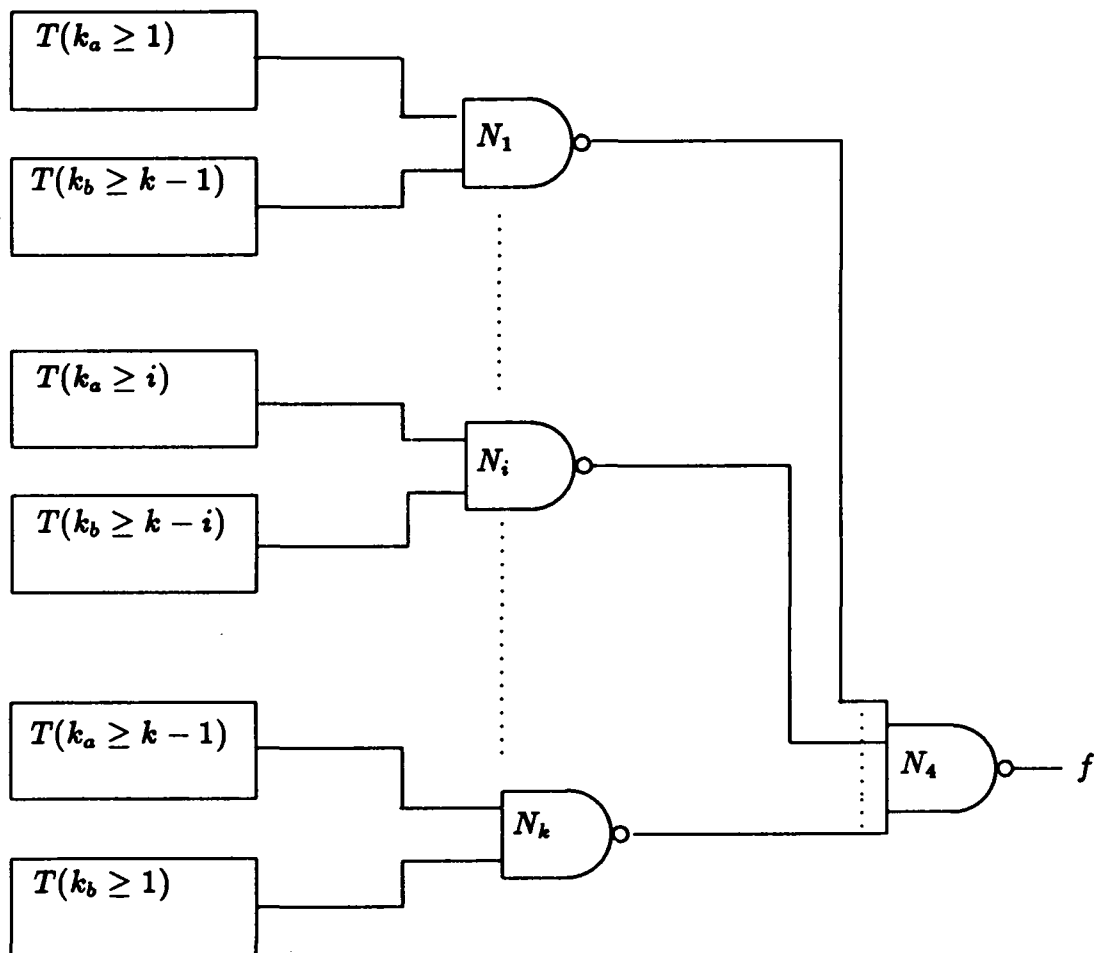 T(k_a ≥ 1)
N_1
T(k_b ≥ k − 1)
T(k_a ≥ i)
N_i
T(k_b ≥ k − i)
T(k_a ≥ k − 1)
N_4
f
N_k
T(k_b ≥ 1)